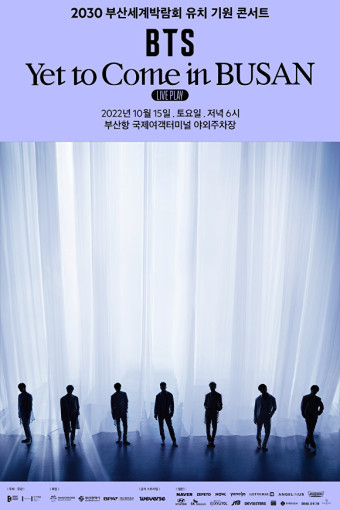 2030 부산세계박람회 유치 기원 콘서트
BTS
Yet to Come in BUSAN
LIVE PLAY
2022년 10월 15일 . 토요일 . 저녁 6시
부산항 국제여객터미널 야외주차장
weverse
NAVER ZEPETO